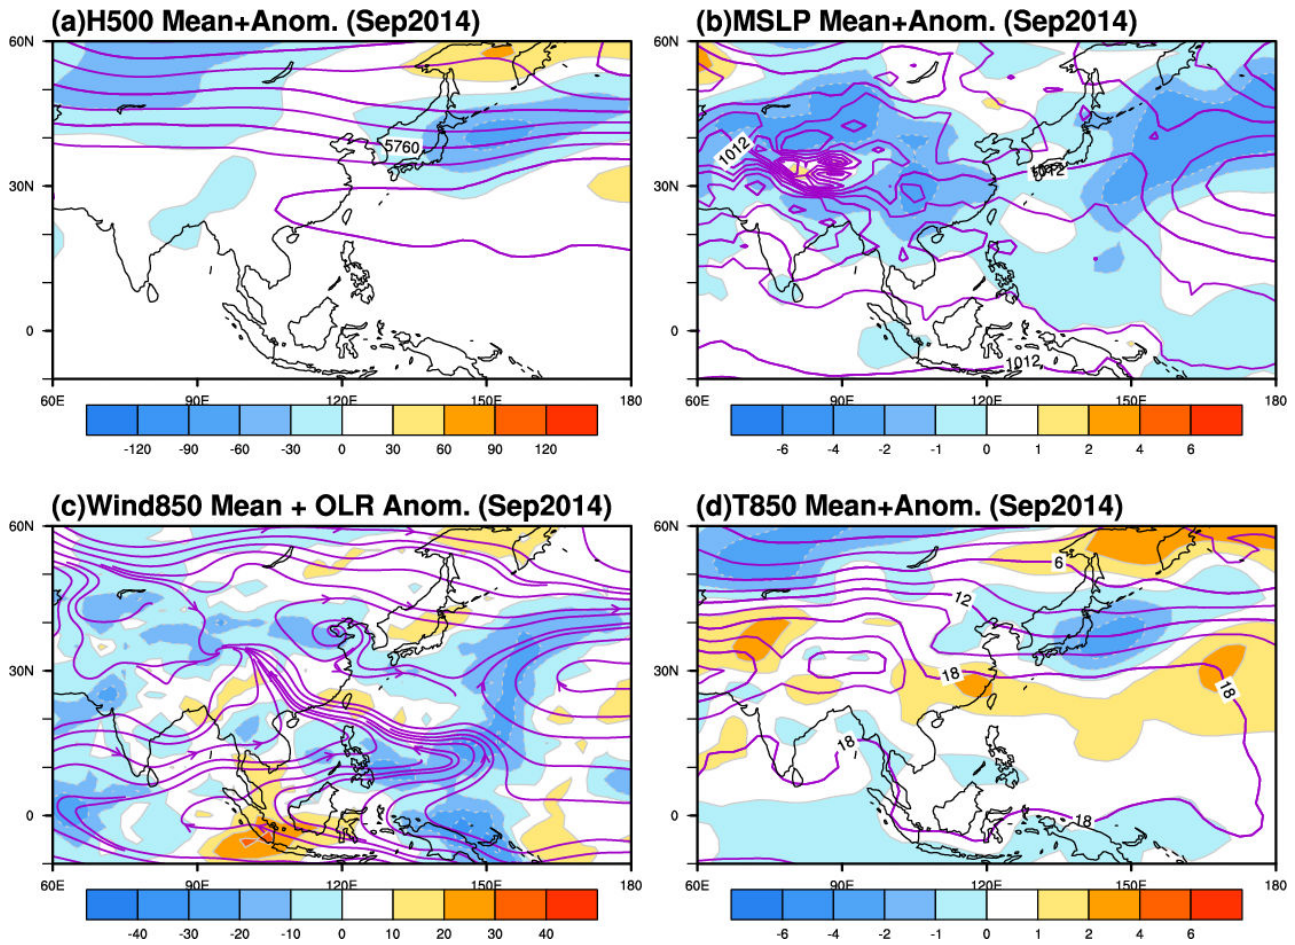 (a)H500 Mean+Anom. (Sep2014)
60N
30N
0
5760
60E 90E 120E 150E 180
-120 -90 -60 -30 0 30 60 90 120
(b)MSLP Mean+Anom. (Sep2014)
60N
30N
0
1012
1012
1012
60E 90E 120E 150E 180
-6 -4 -2 -1 0 1 2 4 6
(c)Wind850 Mean + OLR Anom. (Sep2014)
60N
30N
0
60E 90E 120E 150E 180
-40 -30 -20 -10 0 10 20 30 40
(d)T850 Mean+Anom. (Sep2014)
60N
30N
0
6
12
18
18
18
18
60E 90E 120E 150E 180
-6 -4 -2 -1 0 1 2 4 6